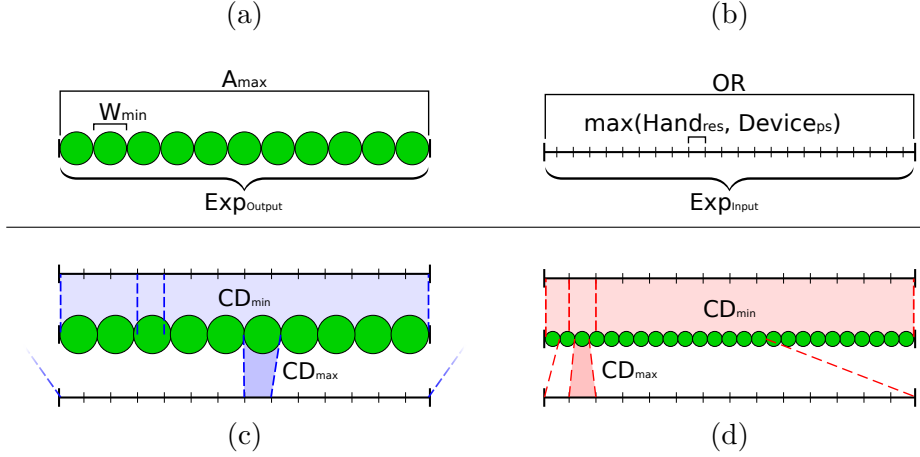 (a)
(b)
Amax
Wmin
ExpOutput
OR
max(Handres, Deviceps)
ExpInput
CDmin
CDmax
(c)
CDmin
CDmax
(d)